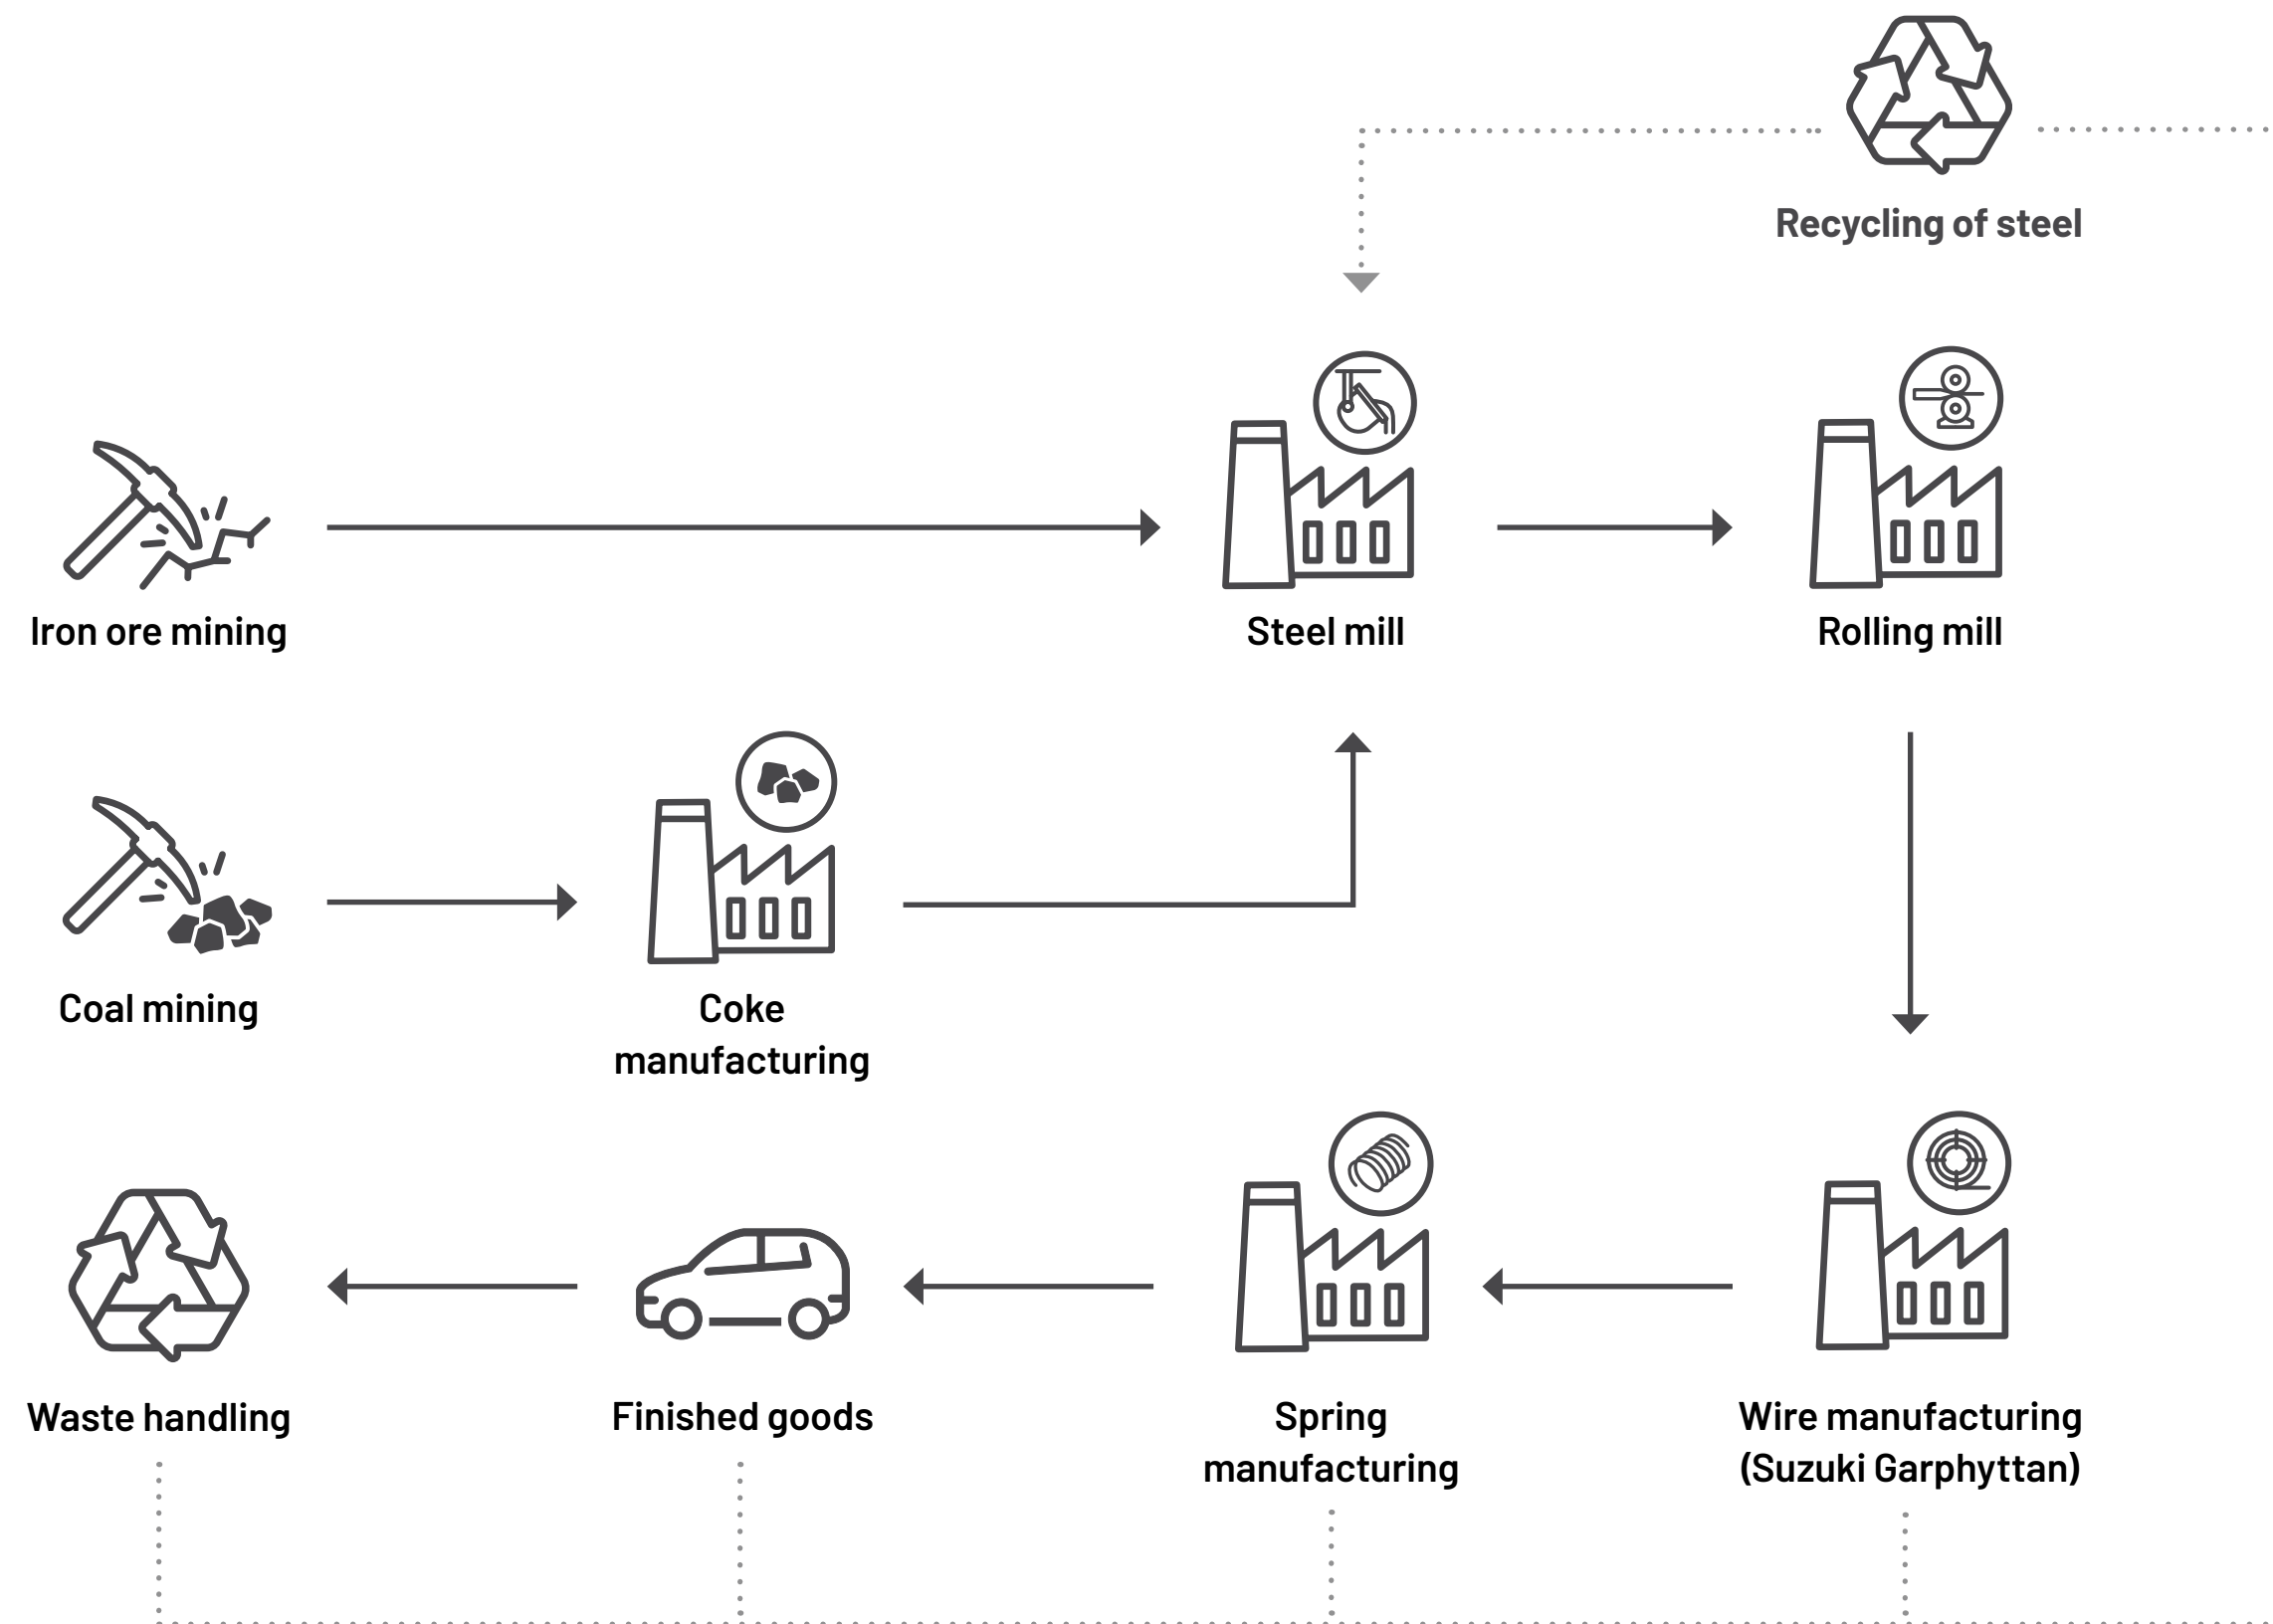 Recycling of steel
Iron ore mining
Steel mill
Rolling mill
Coal mining
Coke
manufacturing
Waste handling
Finished goods
Spring
manufacturing
Wire manufacturing
(Suzuki Garphyttan)